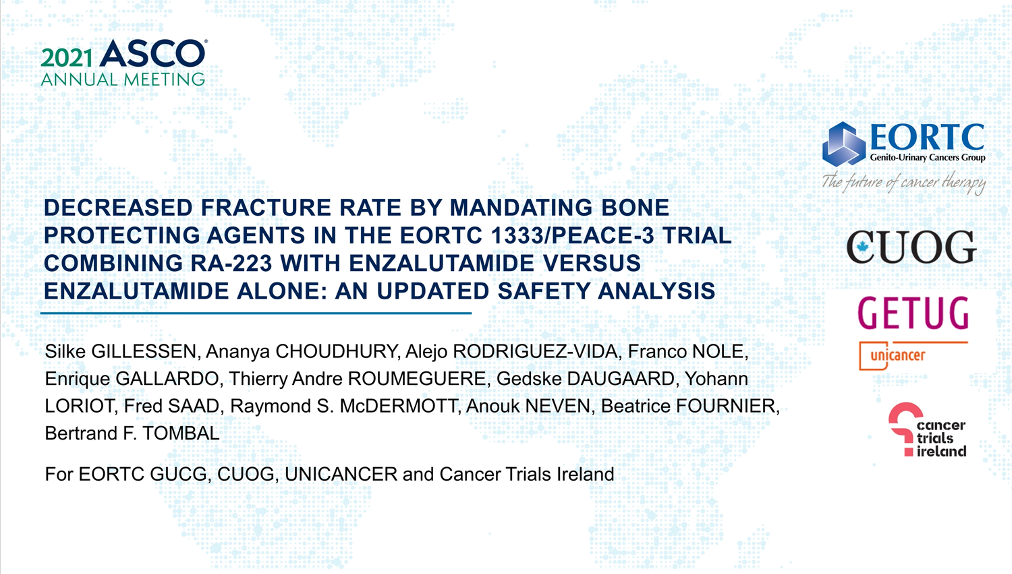 2021 ASCO®
ANNUAL MEETING
EORTC
Genito-Urinary Cancers Group
The future of cancer therapy
DECREASED FRACTURE RATE BY MANDATING BONE
PROTECTING AGENTS IN THE EORTC 1333/PEACE-3 TRIAL
COMBINING RA-223 WITH ENZALUTAMIDE VERSUS
ENZALUTAMIDE ALONE: AN UPDATED SAFETY ANALYSIS
CUOG
GETUG
unicancer
Silke GILLESSEN, Ananya CHOUDHURY, Alejo RODRIGUEZ-VIDA, Franco NOLE,
Enrique GALLARDO, Thierry Andre ROUMEGUERE, Gedske DAUGAARD, Yohann
LORIOT, Fred SAAD, Raymond S. McDERMOTT, Anouk NEVEN, Beatrice FOURNIER,
Bertrand F. TOMBAL
cancer
trials
ireland
For EORTC GUCG, CUOG, UNICANCER and Cancer Trials Ireland